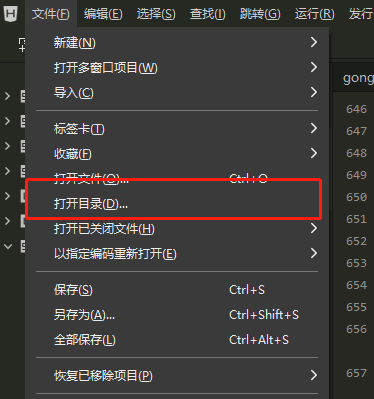 文件(F) 编辑(E) 选择(S) 查找(I) 跳转(G) 运行(R) 发行
新建(N)
打开多窗口项目(W)
gong
导入(C)
646
标签卡(T)
647
648
收藏(F)
649
打开文件(O)... Ctrl+O
650
打开目录(D)...
651
打开已关闭文件(H)
652
以指定编码重新打开(E)
653
保存(S) Ctrl+S
654
另存为(A)... Ctrl+Shift+S
655
全部保存(L) Ctrl+Alt+S
656
恢复已移除项目(P)
657